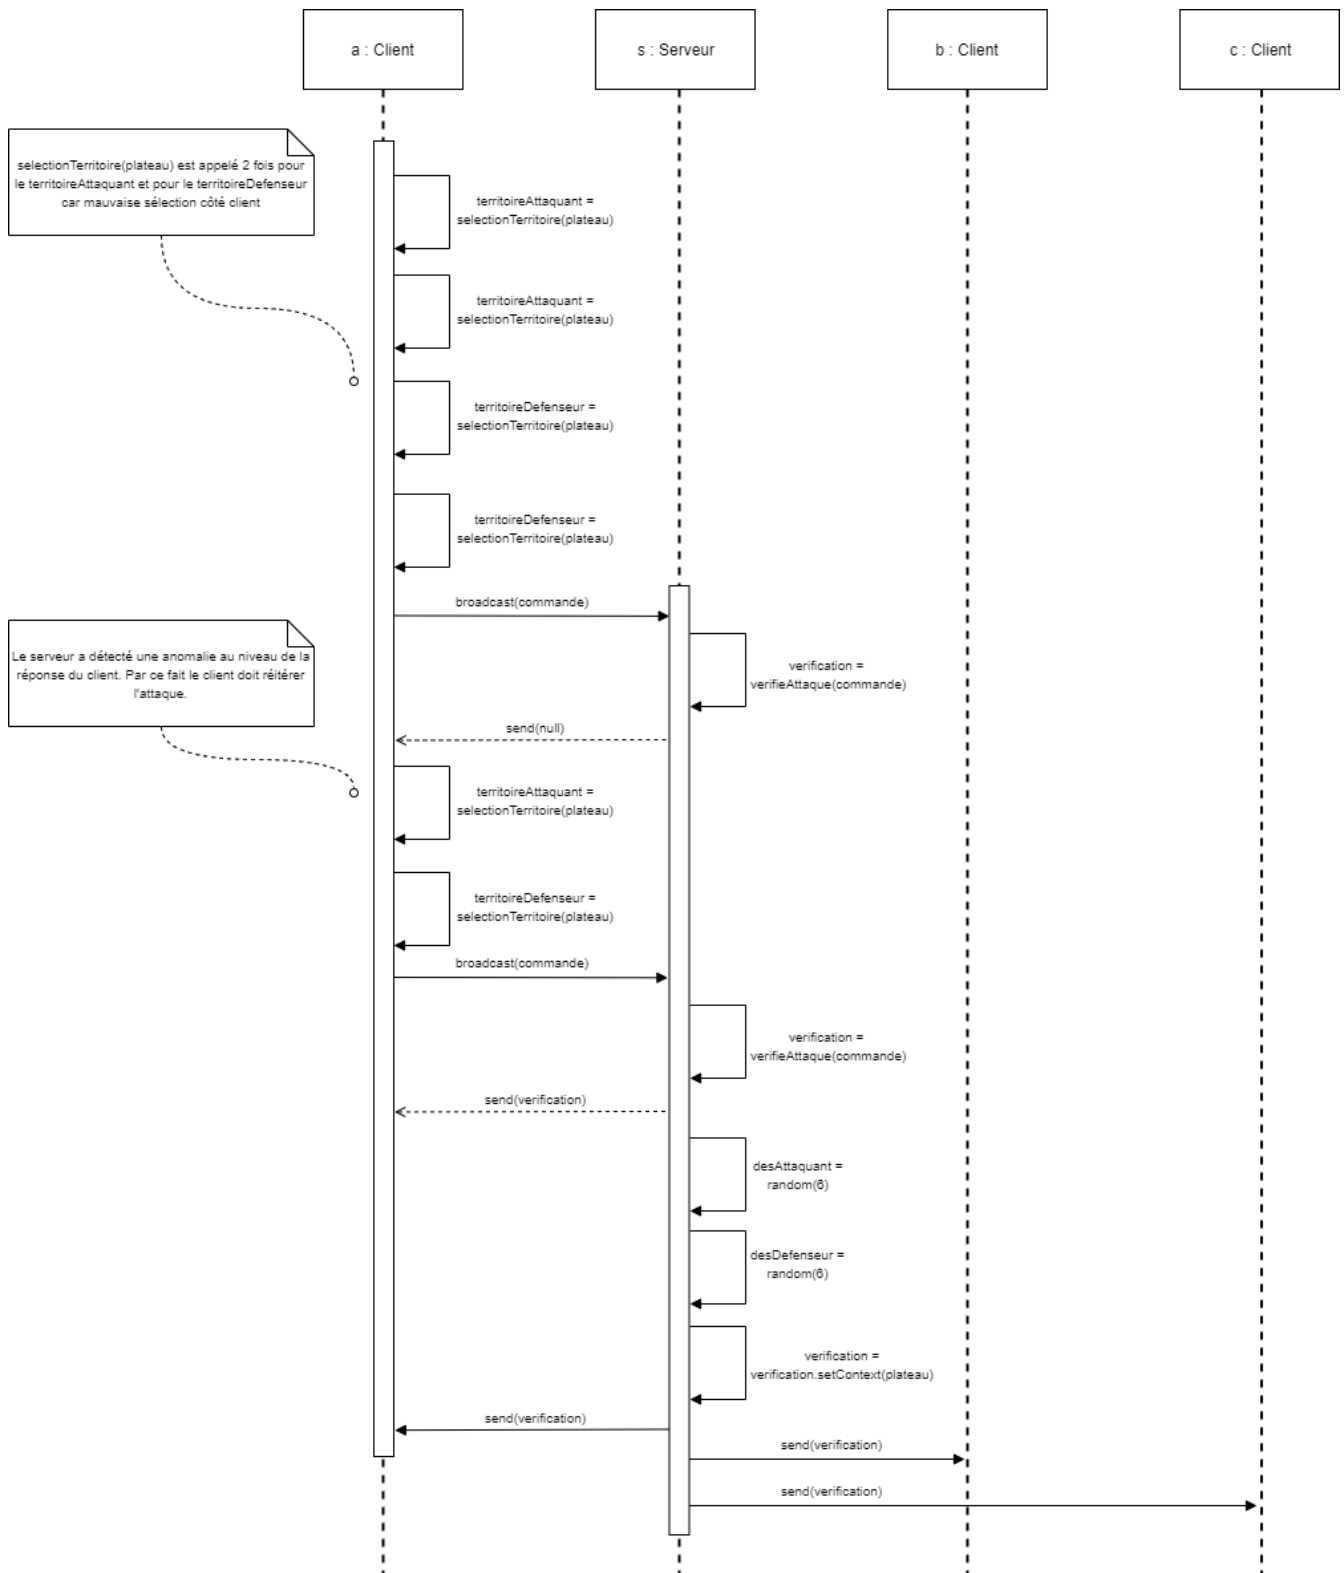 a : Client
s : Serveur
b : Client
c : Client
selectionTerritoire(plateau) est appelé 2 fois pour
le territoireAttaquant et pour le territoireDefenseur
car mauvaise sélection côté client
territoireAttaquant =
selectionTerritoire(plateau)
territoireAttaquant =
selectionTerritoire(plateau)
territoireDefenseur =
selectionTerritoire(plateau)
territoireDefenseur =
selectionTerritoire(plateau)
broadcast(commande)
Le serveur a détecté une anomalie au niveau de la
réponse du client. Par ce fait le client doit réitérer
l'attaque.
verification =
verifieAttaque(commande)
send(null)
territoireAttaquant =
selectionTerritoire(plateau)
territoireDefenseur =
selectionTerritoire(plateau)
broadcast(commande)
verification =
verifieAttaque(commande)
send(verification)
desAttaquant =
random(6)
desDefenseur =
random(6)
verification =
verification.setContext(plateau)
send(verification)
send(verification)
send(verification)